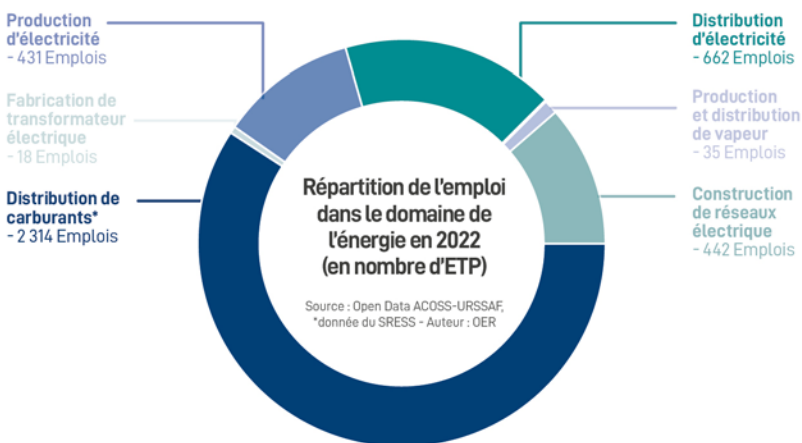 Production
d'électricité
- 431 Emplois
Fabrication de
transformateur
électrique
- 18 Emplois
Distribution de
carburants*
- 2 314 Emplois
Répartition de l'emploi
dans le domaine de
l'énergie en 2022
(en nombre d'ETP)
Source : Open Data ACOSS-URSSAF,
*donnée du SRESS - Auteur : OER
Distribution
d'électricité
- 662 Emplois
Production
et distribution
de vapeur
- 35 Emplois
Construction
de réseaux
électrique
- 442 Emplois